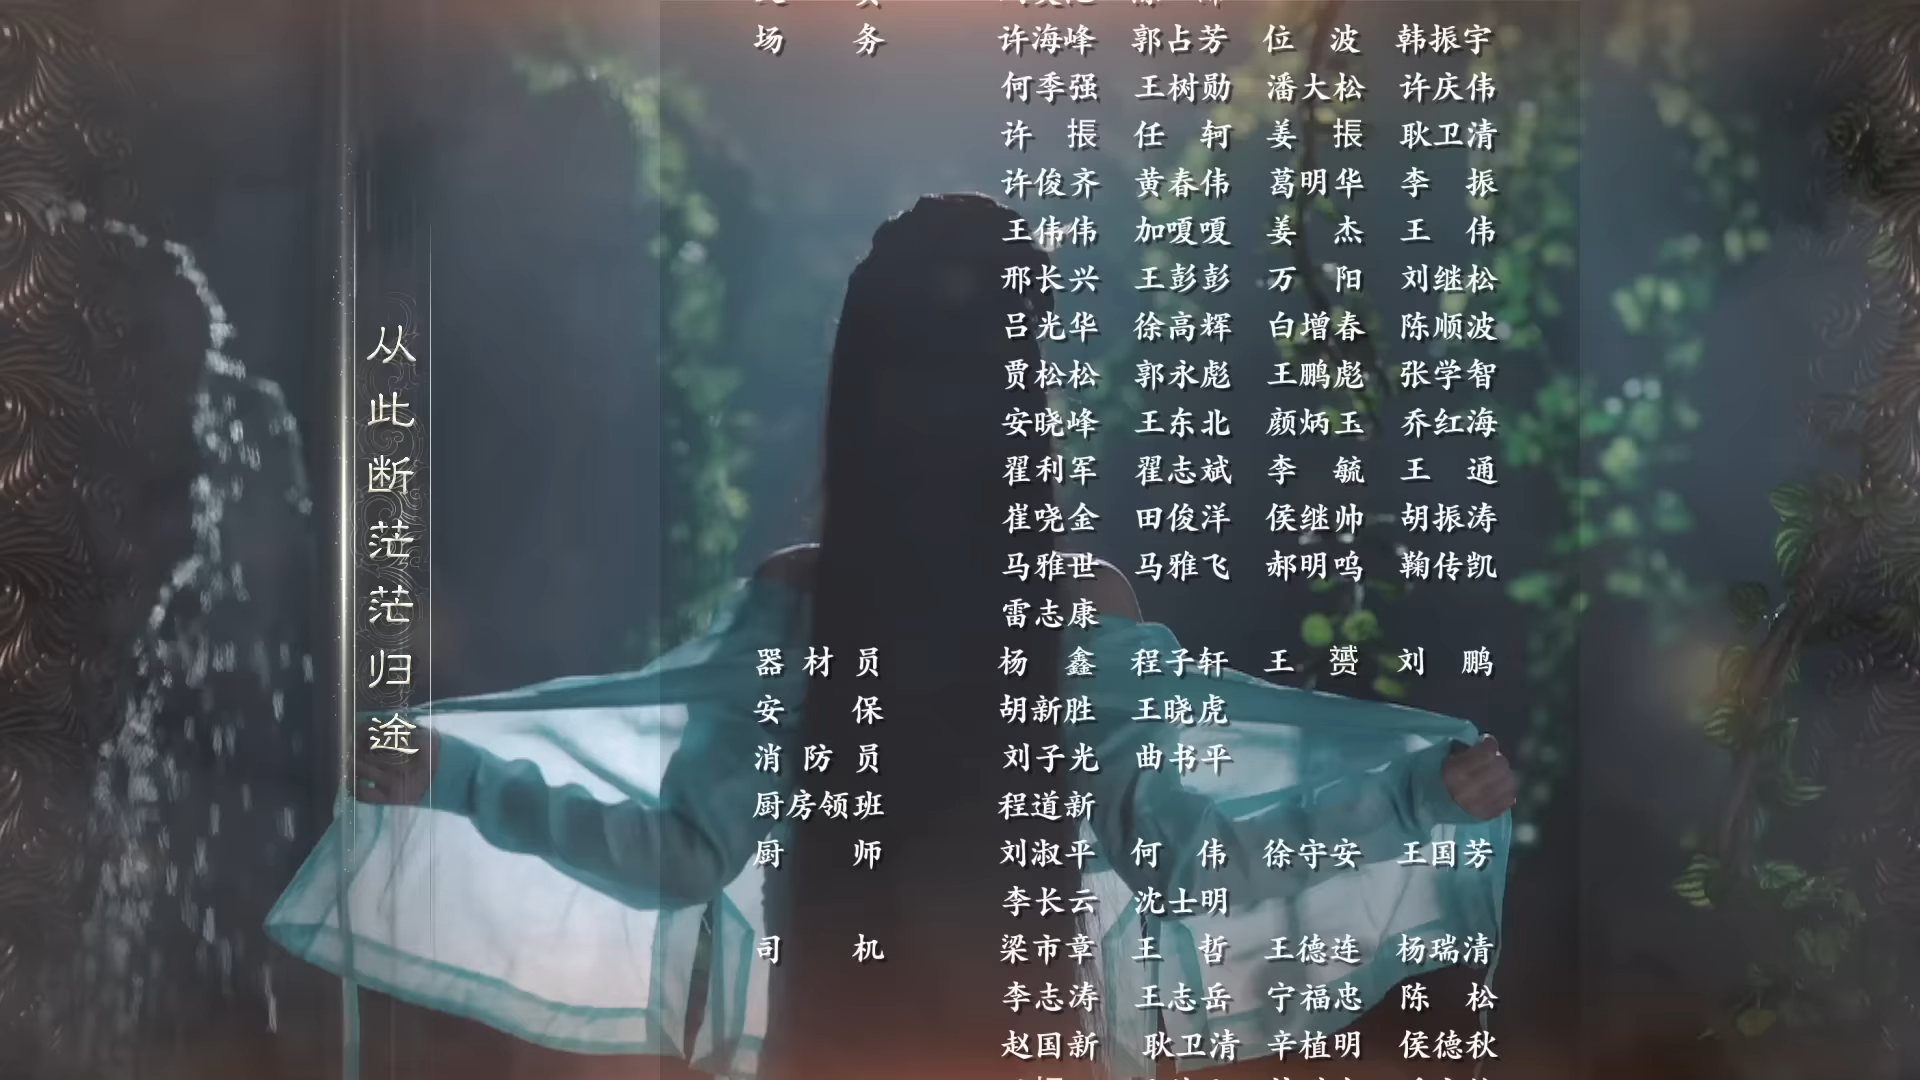 场务 许海峰 郭占芳 位波 韩振宇
何季强 王树勋 潘大松 许庆伟
许振 任轲 姜振 耿卫清
许俊齐 黄春伟 葛明华 李振
王伟伟 加嘎嘎 姜杰 王伟
邢长兴 王彭彭 万阳 刘继松
吕光华 徐高辉 白增春 陈顺波
贾松松 郭永彪 王鹏彪 张学智
安晓峰 王东北 颜炳玉 乔红海
翟利军 翟志斌 李毓 王通
崔哓金 田俊洋 侯继帅 胡振涛
马雅世 马雅飞 郝明鸣 鞠传凯
雷志康
器材员 杨鑫 程子轩 王赟 刘鹏
安保 胡新胜 王晓虎
消防员 刘子光 曲书平
厨房领班 程道新
厨师 刘淑平 何伟 徐守安 王国芳
李长云 沈士明
司机 梁市章 王哲 王德连 杨瑞清
李志涛 王志岳 宁福忠 陈松
赵国新 耿卫清 辛植明 侯德秋
从此断茫茫归途